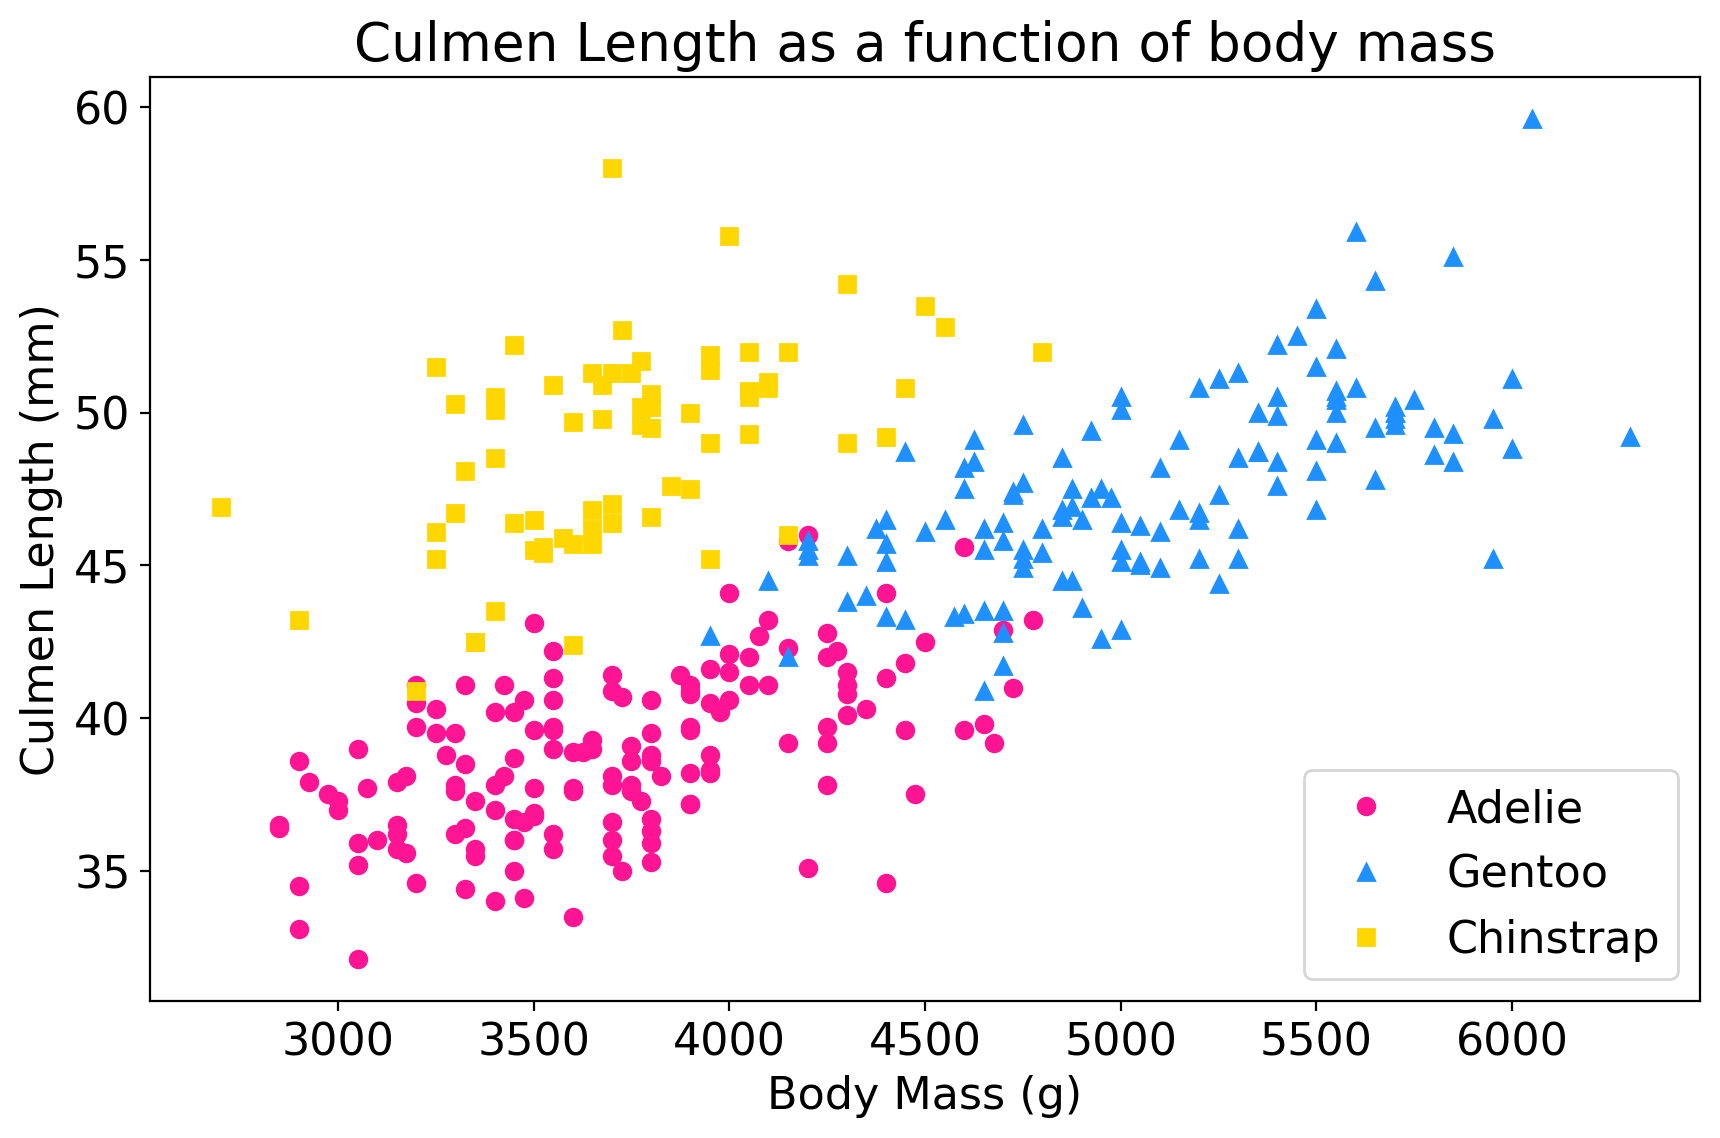 Culmen Length as a function of body mass
60
55
50
45
40
35
Culmen Length (mm)
Adelie
Gentoo
Chinstrap
3000 3500 4000 4500 5000 5500 6000
Body Mass (g)